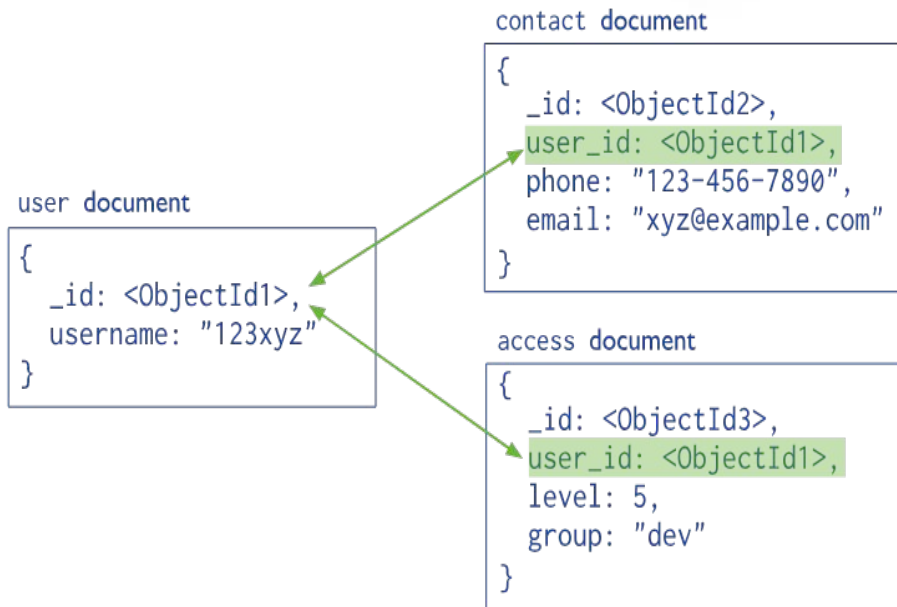 user document
{
_id: <ObjectId1>,
username: "123xyz"
}
contact document
{
_id: <ObjectId2>,
user_id: <ObjectId1>,
phone: "123-456-7890",
email: "xyz@example.com"
}
access document
{
_id: <ObjectId3>,
user_id: <ObjectId1>,
level: 5,
group: "dev"
}